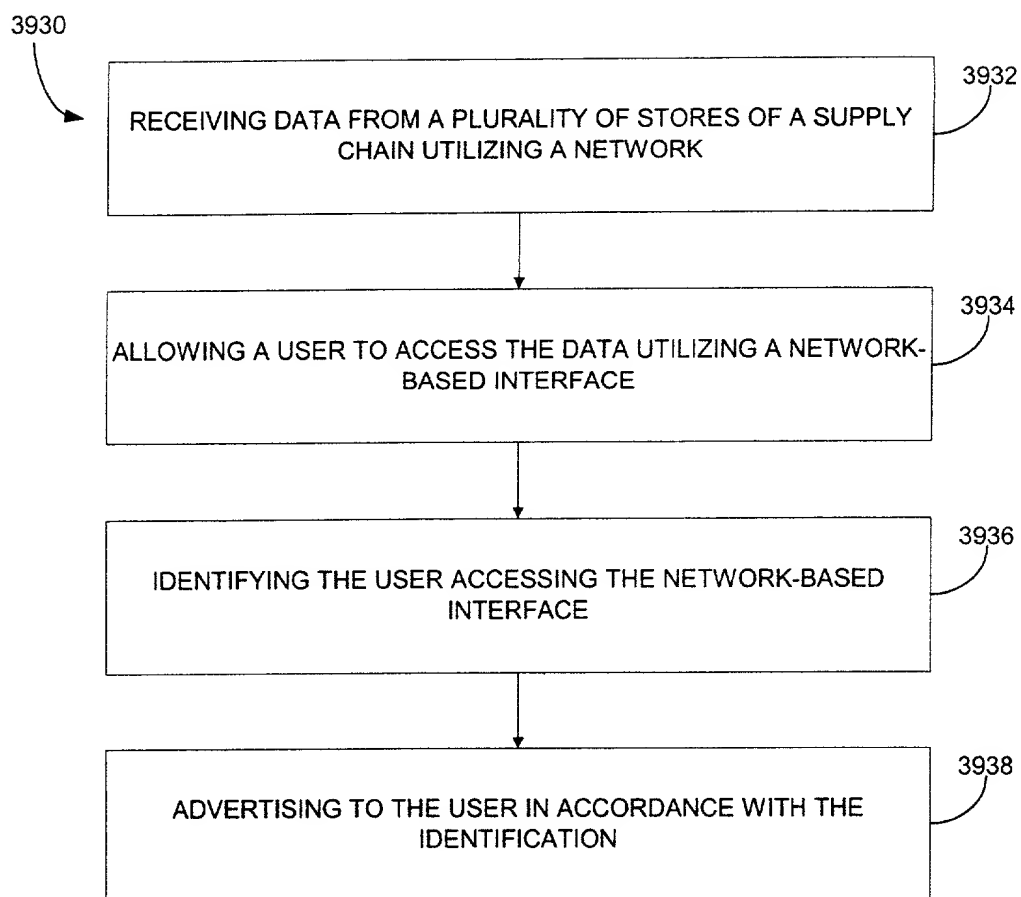 3930
3932
RECEIVING DATA FROM A PLURALITY OF STORES OF A SUPPLY
CHAIN UTILIZING A NETWORK
3934
ALLOWING A USER TO ACCESS THE DATA UTILIZING A NETWORK-
BASED INTERFACE
3936
IDENTIFYING THE USER ACCESSING THE NETWORK-BASED
INTERFACE
3938
ADVERTISING TO THE USER IN ACCORDANCE WITH THE
IDENTIFICATION